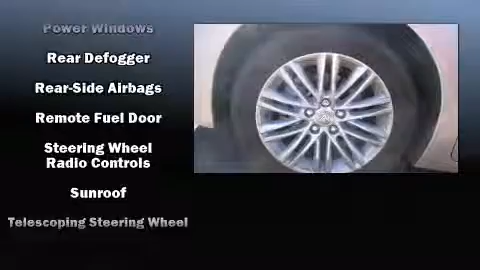 Power Windows
Rear Defogger
Rear-Side Airbags
Remote Fuel Door
Steering Wheel
Radio Controls
Sunroof
Telescoping Steering Wheel